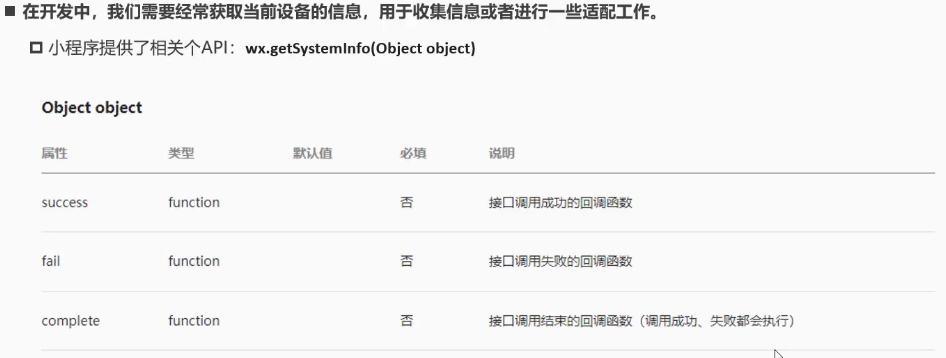 在开发中，我们需要经常获取当前设备的信息，用于收集信息或者进行一些适配工作。
小程序提供了相关个API：wx.getSystemInfo(Object object)
Object object
属性 类型 默认值 必填 说明
success function 否 接口调用成功的回调函数
fail function 否 接口调用失败的回调函数
complete function 否 接口调用结束的回调函数（调用成功、失败都会执行）